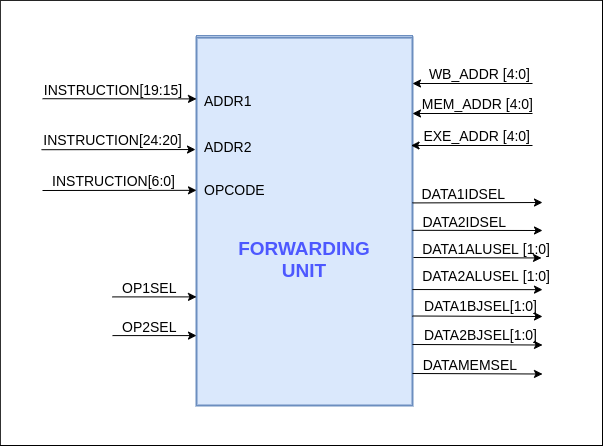 INSTRUCTION[19:15]
ADDR1
INSTRUCTION[24:20]
ADDR2
INSTRUCTION[6:0]
OPCODE
OP1SEL
OP2SEL
FORWARDING
UNIT
WB_ADDR [4:0]
MEM_ADDR [4:0]
EXE_ADDR [4:0]
DATA1IDSEL
DATA2IDSEL
DATA1ALUSEL [1:0]
DATA2ALUSEL [1:0]
DATA1BJSEL[1:0]
DATA2BJSEL[1:0]
DATAMEMSEL